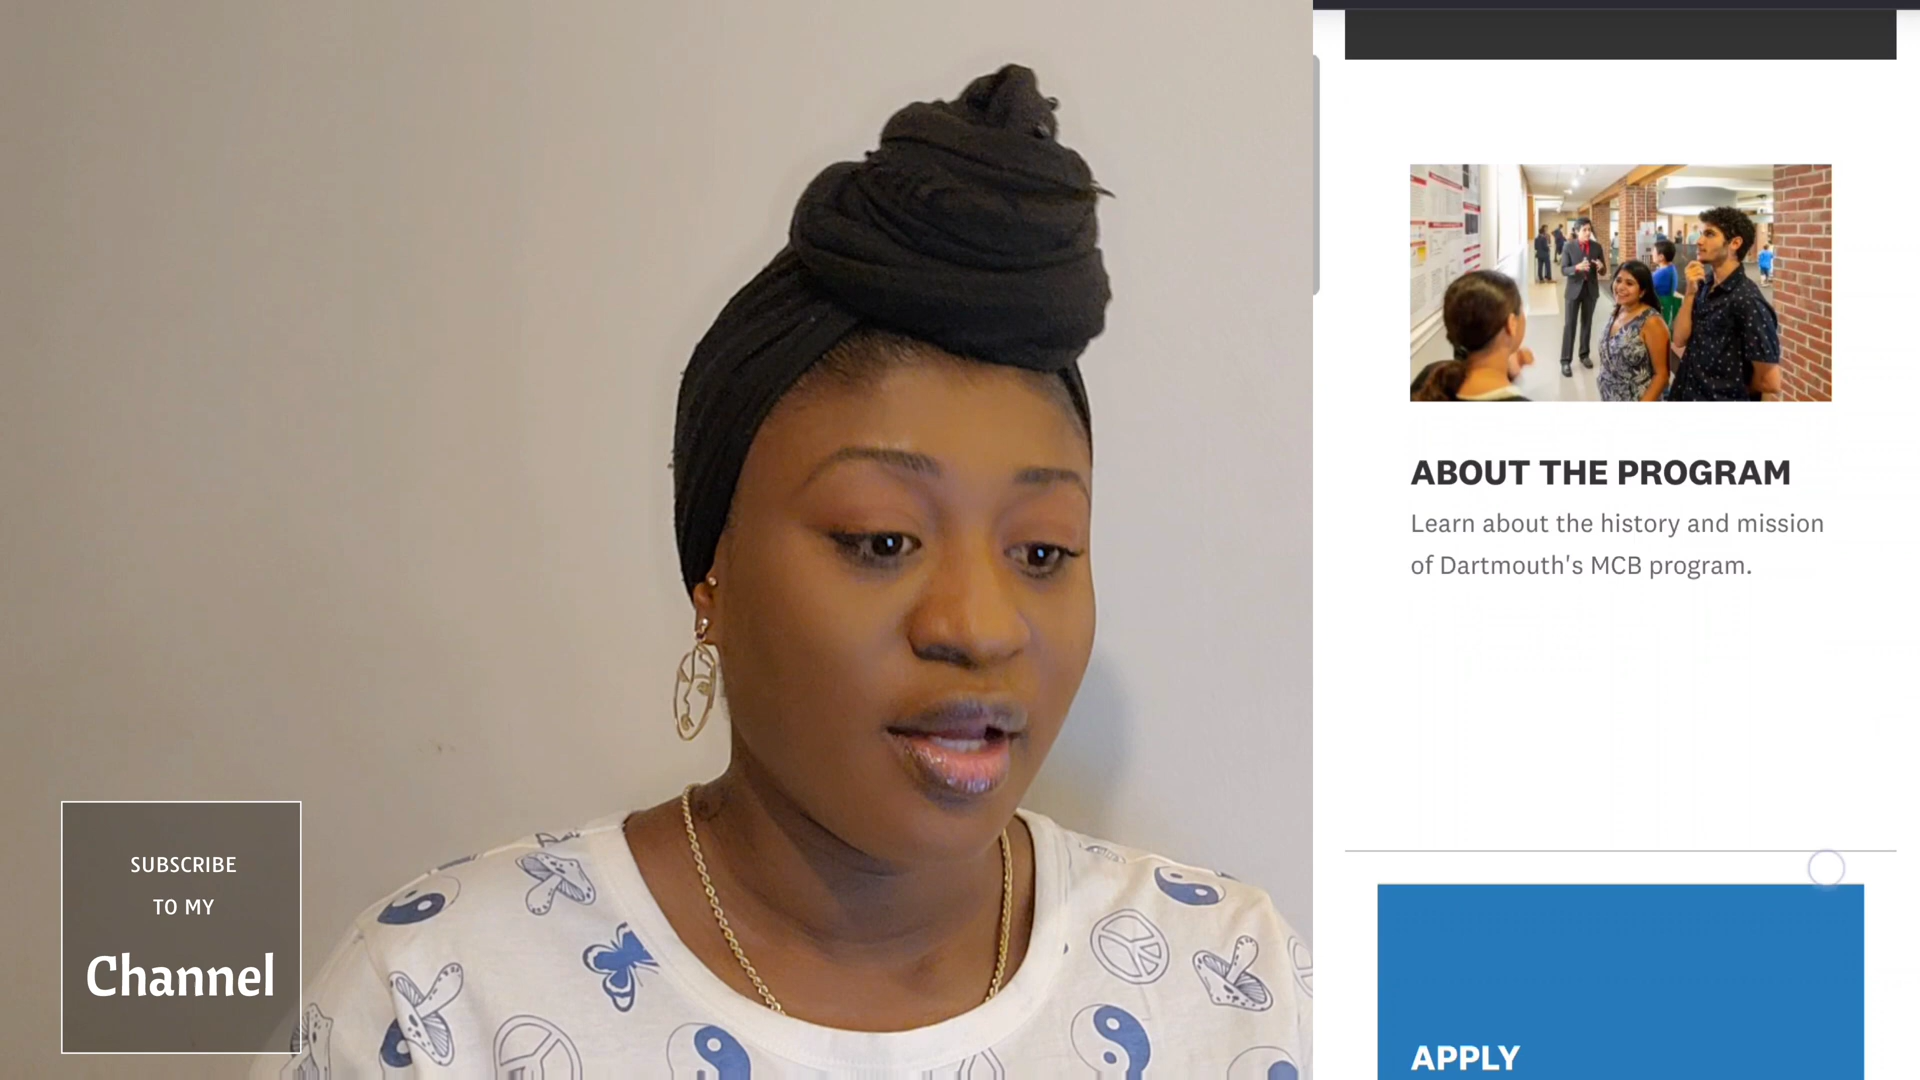 SUBSCRIBE
TO MY
Channel
ABOUT THE PROGRAM
Learn about the history and mission
of Dartmouth's MCB program.
APPLY